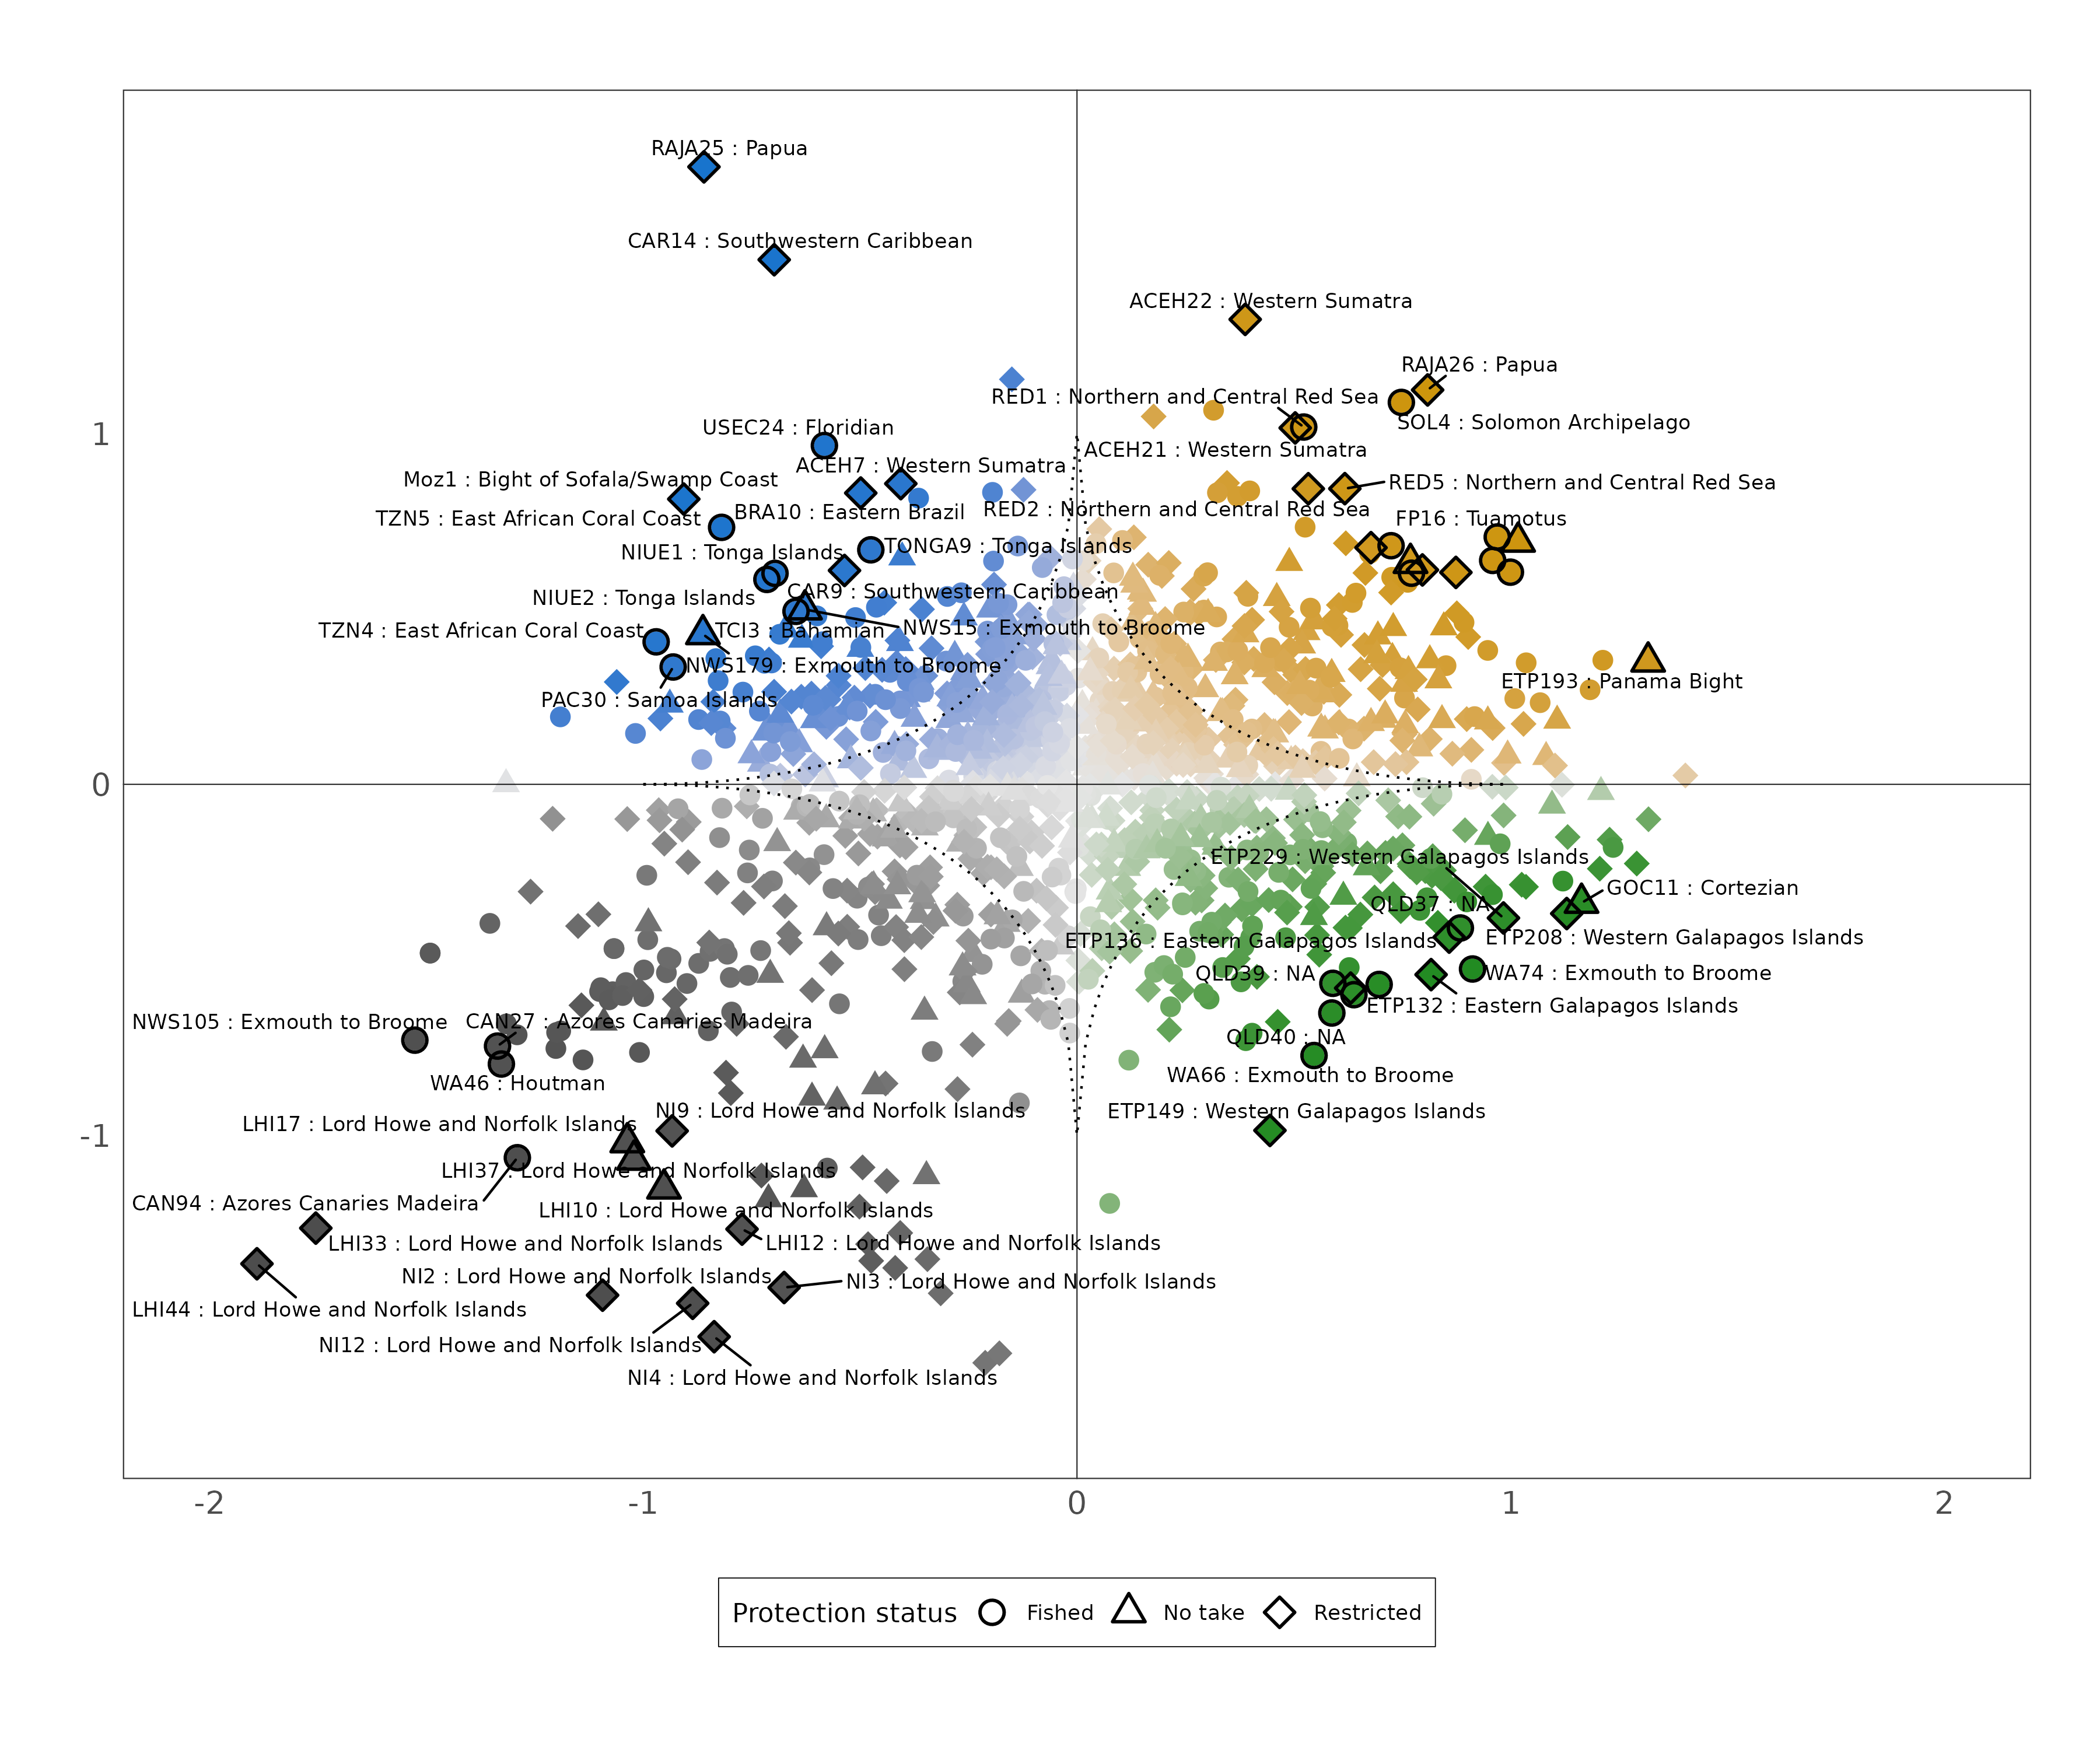 RAJA25 : Papua
CAR14 : Southwestern Caribbean
ACEH22 : Western Sumatra
RAJA26 : Papua
RED1 : Northern and Central Red Sea
SOL4 : Solomon Archipelago
USEC24 : Floridian
1
ACEH21 : Western Sumatra
ACEH7 : Western Sumatra
Moz1 : Bight of Sofala/Swamp Coast
RED5 : Northern and Central Red Sea
RED2 : Northern and Central Red Sea
BRA10 : Eastern Brazil
TZN5 : East African Coral Coast
FP16 : Tuamotus
TONGA9 : Tonga Islands
NIUE1 : Tonga Islands
CAR9 : Southwestern Caribbean
NIUE2 : Tonga Islands
NWS15 : Exmouth to Broome
TZN4 : East African Coral Coast
TCI3 : Bahamian
NWS179 : Exmouth to Broome
ETP193 : Panama Bight
PAC30 : Samoa Islands
0
ETP229 : Western Galapagos Islands
GOC11 : Cortezian
QLD37 : NA
ETP208 : Western Galapagos Islands
ETP136 : Eastern Galapagos Islands
QLD39 : NA
WA74 : Exmouth to Broome
ETP132 : Eastern Galapagos Islands
NWS105 : Exmouth to Broome
CAN27 : Azores Canaries Madeira
QLD40 : NA
WA66 : Exmouth to Broome
WA46 : Houtman
NI9 : Lord Howe and Norfolk Islands
ETP149 : Western Galapagos Islands
LHI17 : Lord Howe and Norfolk Islands
-1
LHI37 : Lord Howe and Norfolk Islands
CAN94 : Azores Canaries Madeira
LHI10 : Lord Howe and Norfolk Islands
LHI33 : Lord Howe and Norfolk Islands
LHI12 : Lord Howe and Norfolk Islands
NI2 : Lord Howe and Norfolk Islands
NI3 : Lord Howe and Norfolk Islands
LHI44 : Lord Howe and Norfolk Islands
NI12 : Lord Howe and Norfolk Islands
NI4 : Lord Howe and Norfolk Islands
-2 -1 0 1 2
Protection status Fished No take Restricted